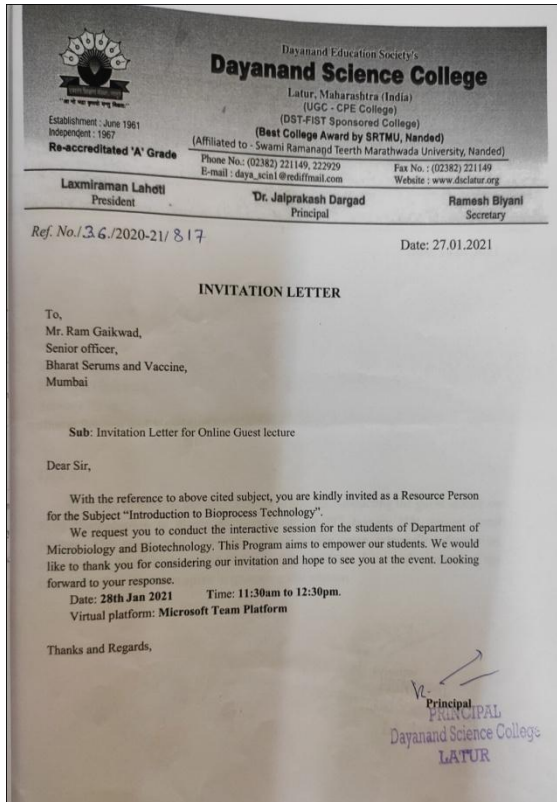 Dayanand Education Society's
Dayanand Science College
Latur, Maharashtra (India)
(UGC - CPE College)
(DST-FIST Sponsored College)
(Best College Award by SRTMU, Nanded)
(Affiliated to - Swami Ramanand Teerth Marathwada University, Nanded)
Establishment : June 1961
Independent : 1967
Re-accredited 'A' Grade
Phone No.: (02382) 221149, 222929
Fax No. : (02382) 221149
E-mail : daya_scin1@rediffmail.com
Website : www.dsclatur.org
Laxmiraman Lahoti
President
Dr. Jaiprakash Dargad
Principal
Ramesh Biyani
Secretary
Ref. No./36./2020-21/817
Date: 27.01.2021
INVITATION LETTER
To,
Mr. Ram Gaikwad,
Senior officer,
Bharat Serums and Vaccine,
Mumbai
Sub: Invitation Letter for Online Guest lecture
Dear Sir,
With the reference to above cited subject, you are kindly invited as a Resource Person
for the Subject “Introduction to Bioprocess Technology”.
We request you to conduct the interactive session for the students of Department of
Microbiology and Biotechnology. This Program aims to empower our students. We would
like to thank you for considering our invitation and hope to see you at the event. Looking
forward to your response.
Date: 28th Jan 2021 Time: 11:30am to 12:30pm.
Virtual platform: Microsoft Team Platform
Thanks and Regards,
Principal
PRINCIPAL
Dayanand Science College
LATUR